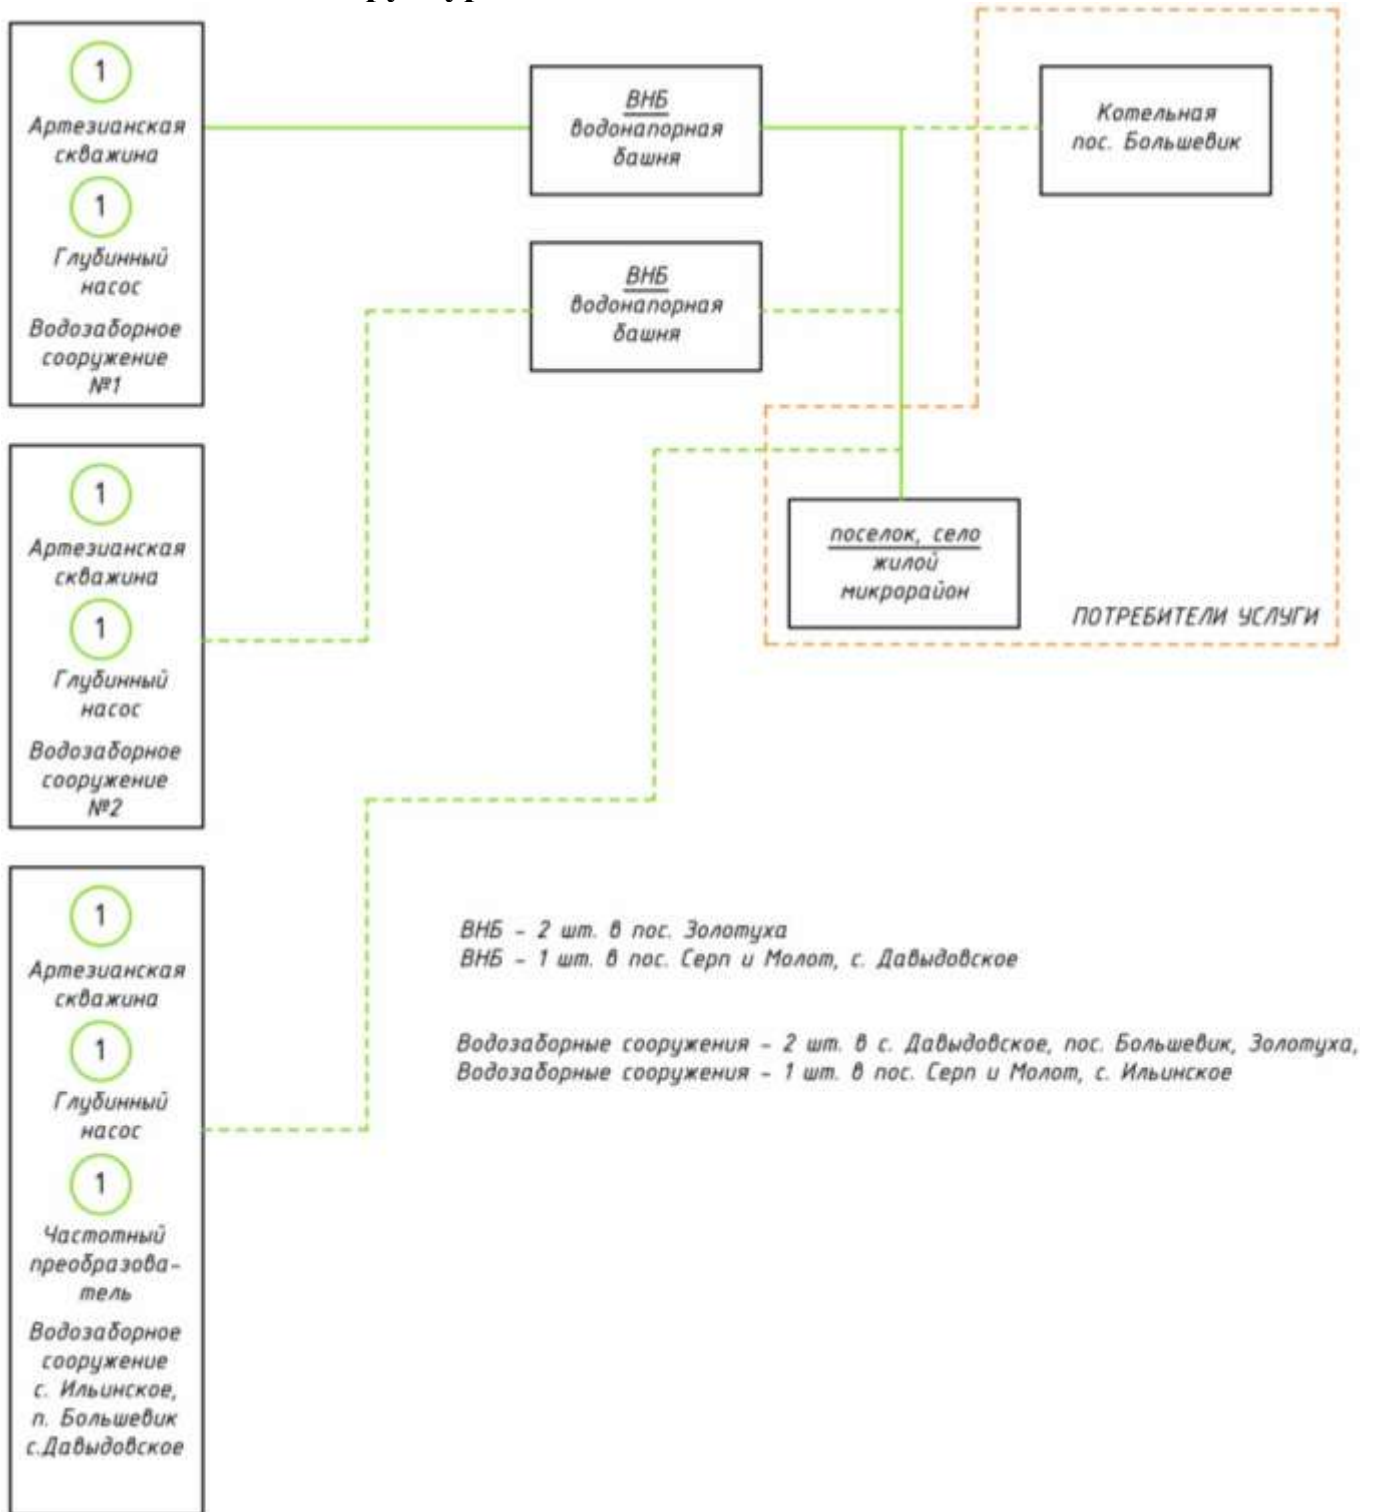 1
Артезианская
скважина
1
Глубинный
насос
Водозаборное
сооружение
№1
ВНБ
водонапорная
башня
Котельная
пос. Большевик
ВНБ
водонапорная
башня
1
Артезианская
скважина
1
Глубинный
насос
Водозаборное
сооружение
№2
поселок, село
жилой
микрорайон
ПОТРЕБИТЕЛИ УСЛУГИ
1
Артезианская
скважина
1
Глубинный
насос
1
Частотный
преобразова-
тель
Водозаборное
сооружение
с. Ильинское,
п. Большевик
с.Давыдовское
ВНБ - 2 шт. в пос. Золотуха
ВНБ - 1 шт. в пос. Серп и Молот, с. Давыдовское
Водозаборные сооружения - 2 шт. в с. Давыдовское, пос. Большевик, Золотуха,
Водозаборные сооружения - 1 шт. в пос. Серп и Молот, с. Ильинское